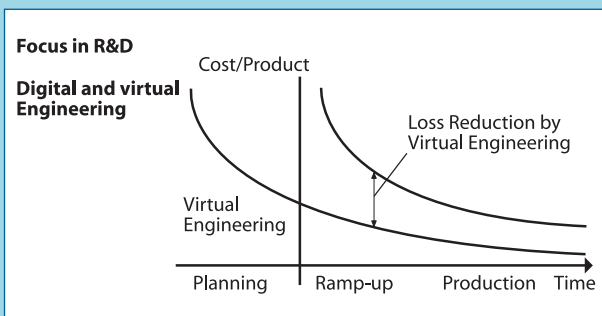 Focus in R&D
Digital and virtual
Engineering
Cost/Product
Loss Reduction by
Virtual Engineering
Virtual
Engineering
Planning Ramp-up Production Time